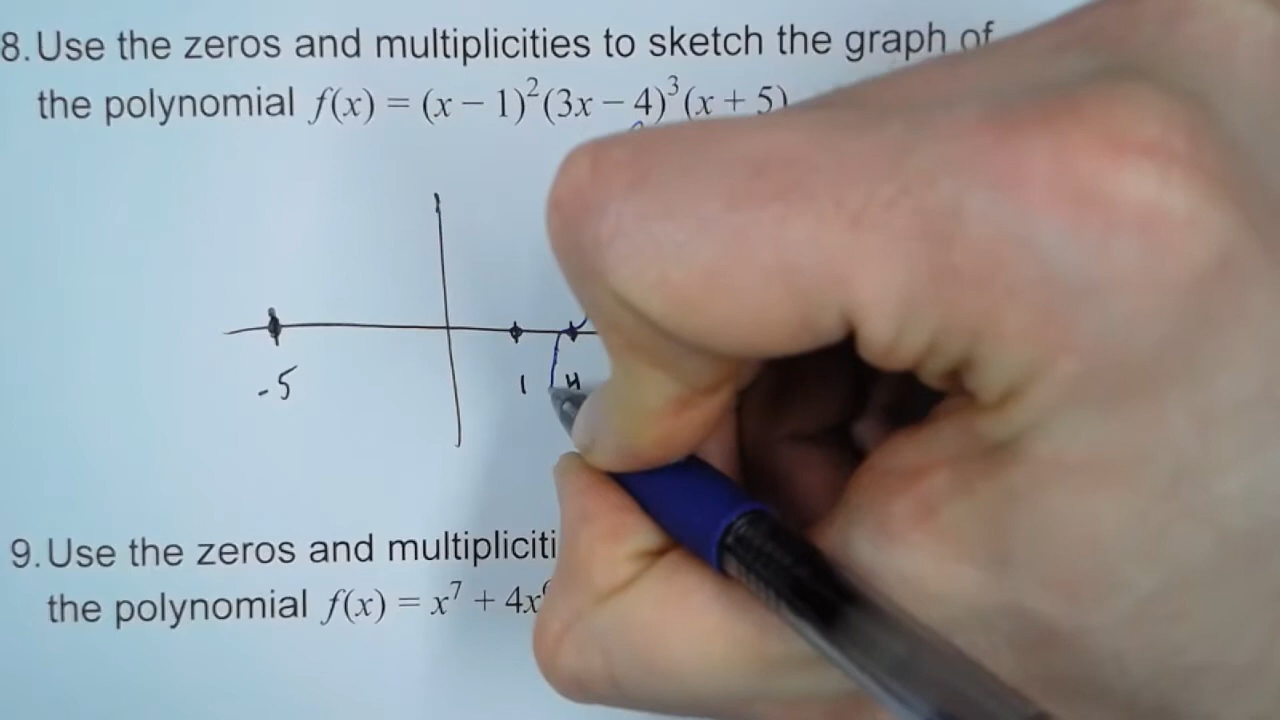 8. Use the zeros and multiplicities to sketch the graph of
the polynomial f(x) = (x − 1)²(3x − 4)³(x + 5)
-5 1 4
9. Use the zeros and
the polynomial f(x) = x⁷ + 4x